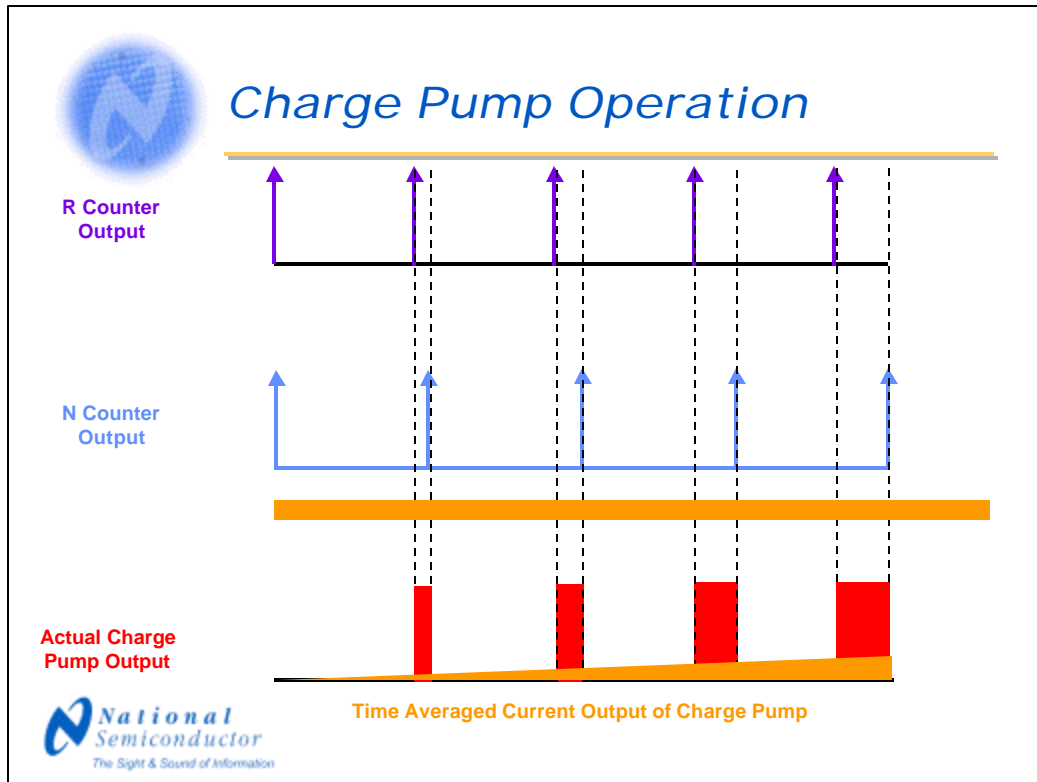 Charge Pump Operation
R Counter
Output
N Counter
Output
Actual Charge
Pump Output
Time Averaged Current Output of Charge Pump
National
Semiconductor
The Sight & Sound of Information